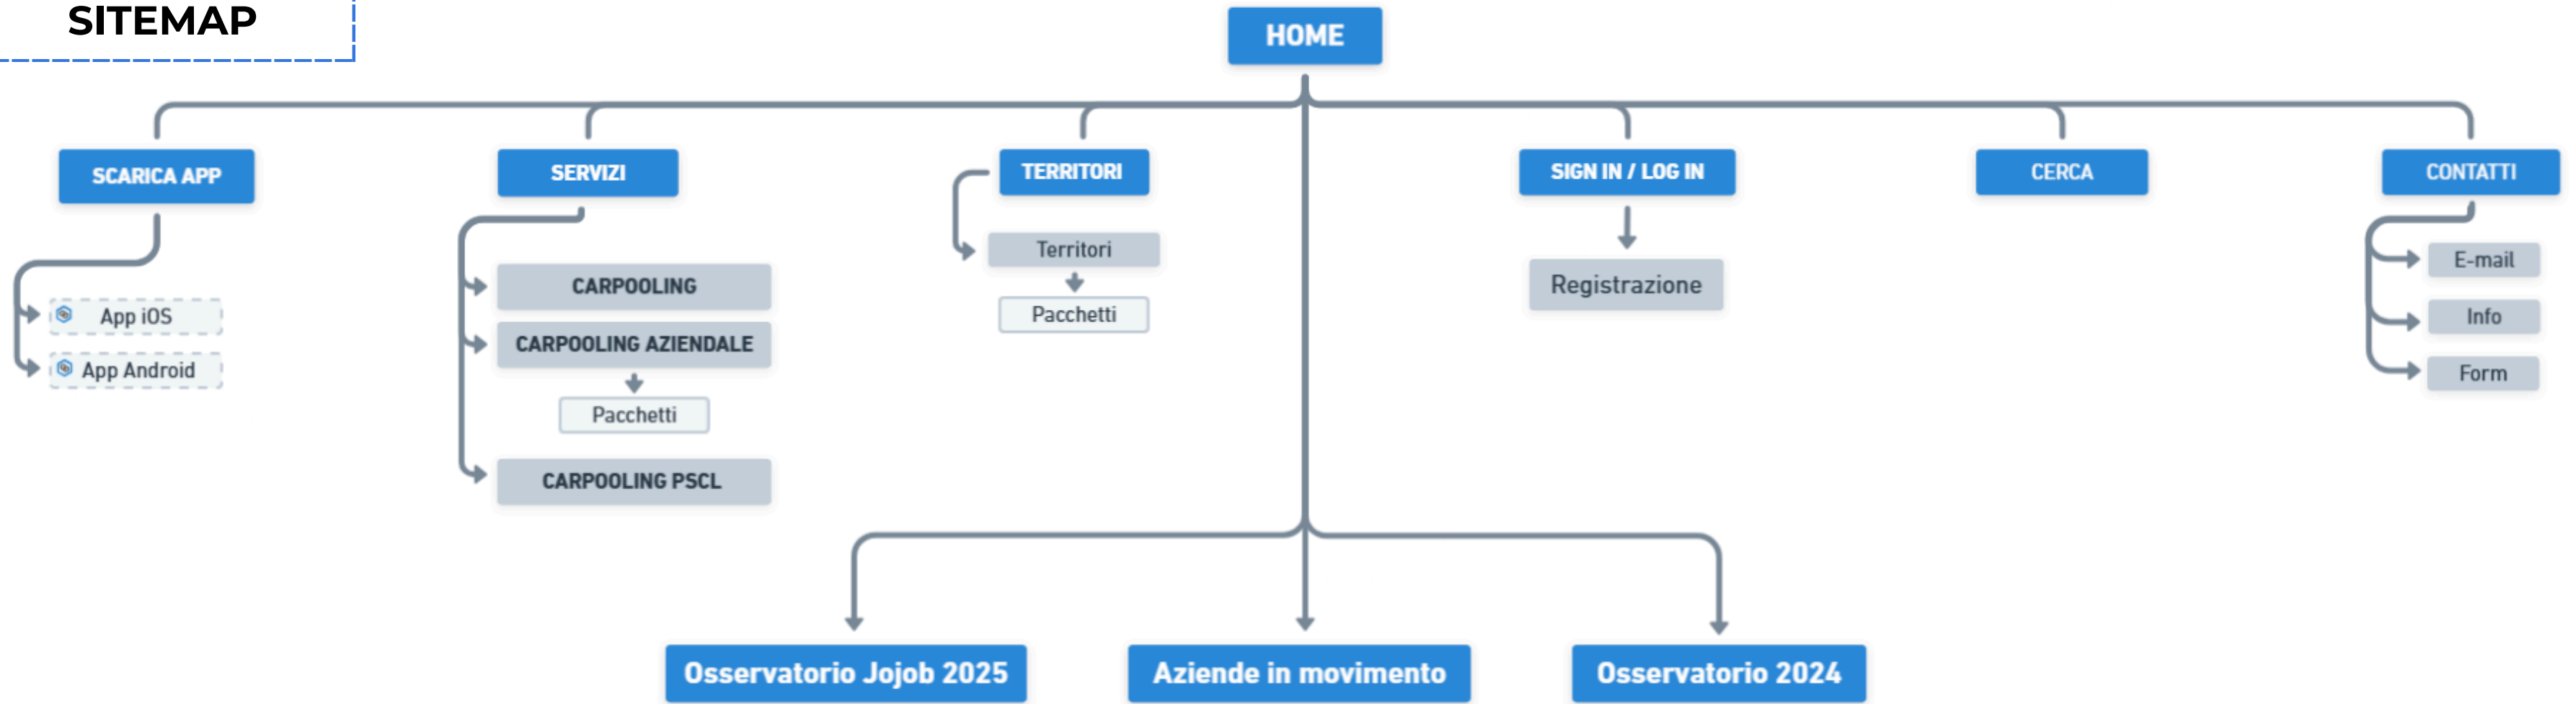 SITEMAP
HOME
SCARICA APP
SERVIZI
TERRITORI
SIGN IN / LOG IN
CERCA
CONTATTI
App iOS
App Android
CARPOOLING
CARPOOLING AZIENDALE
Pacchetti
CARPOOLING PSCL
Territori
Pacchetti
Registrazione
E-mail
Info
Form
Osservatorio Jojob 2025
Aziende in movimento
Osservatorio 2024